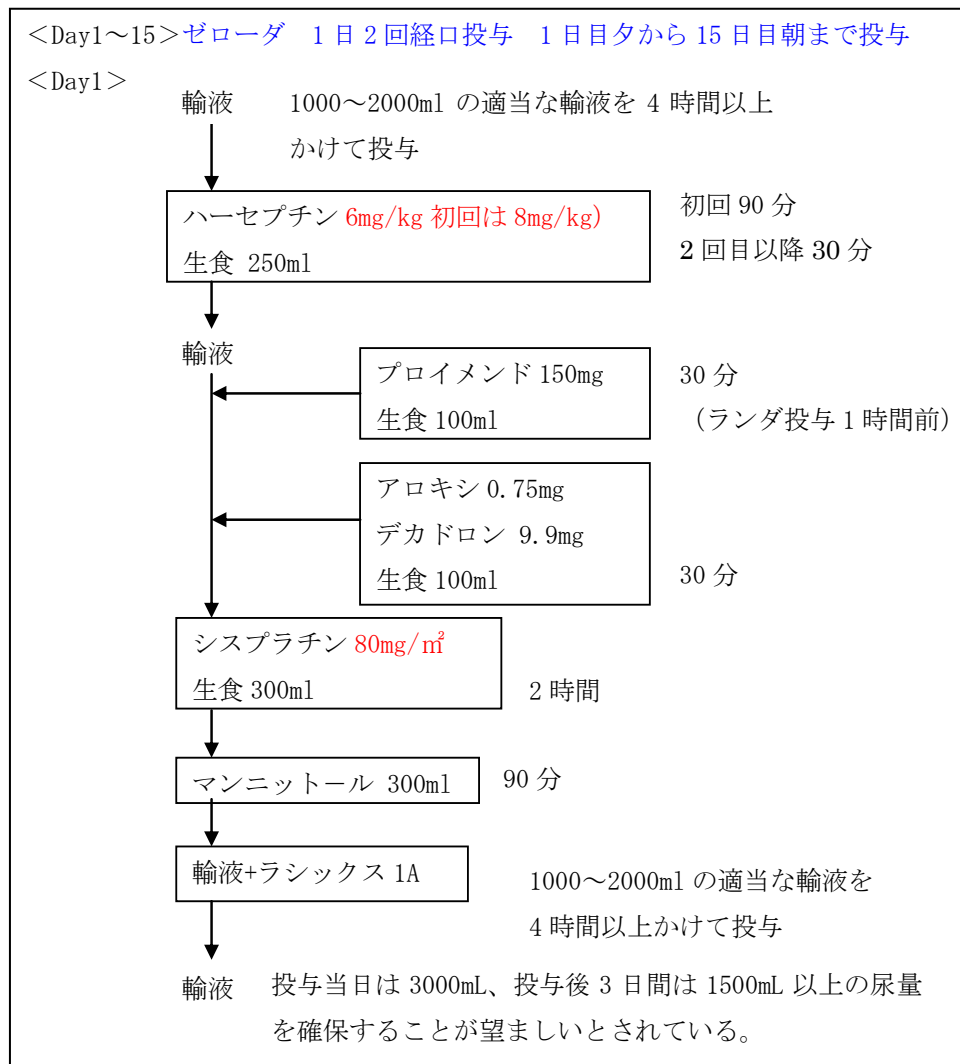 <Day1～15>ゼローダ　1日2回経口投与　1日目夕から15日目朝まで投与
<Day1>
輸液　1000～2000ml の適当な輸液を 4 時間以上
かけて投与
ハーセプチン 6mg/kg 初回は 8mg/kg)
生食 250ml
初回 90 分
2 回目以降 30 分
輸液
プロイメンド 150mg
生食 100ml
30 分
（ランダ投与 1 時間前）
アロキシ 0.75mg
デカドロン 9.9mg
生食 100ml
30 分
シスプラチン 80mg/㎡
生食 300ml
2 時間
マンニットール 300ml
90 分
輸液+ラシックス 1A
1000～2000ml の適当な輸液を
4 時間以上かけて投与
輸液　投与当日は 3000mL、投与後 3 日間は 1500mL 以上の尿量
を確保することが望ましいとされている。